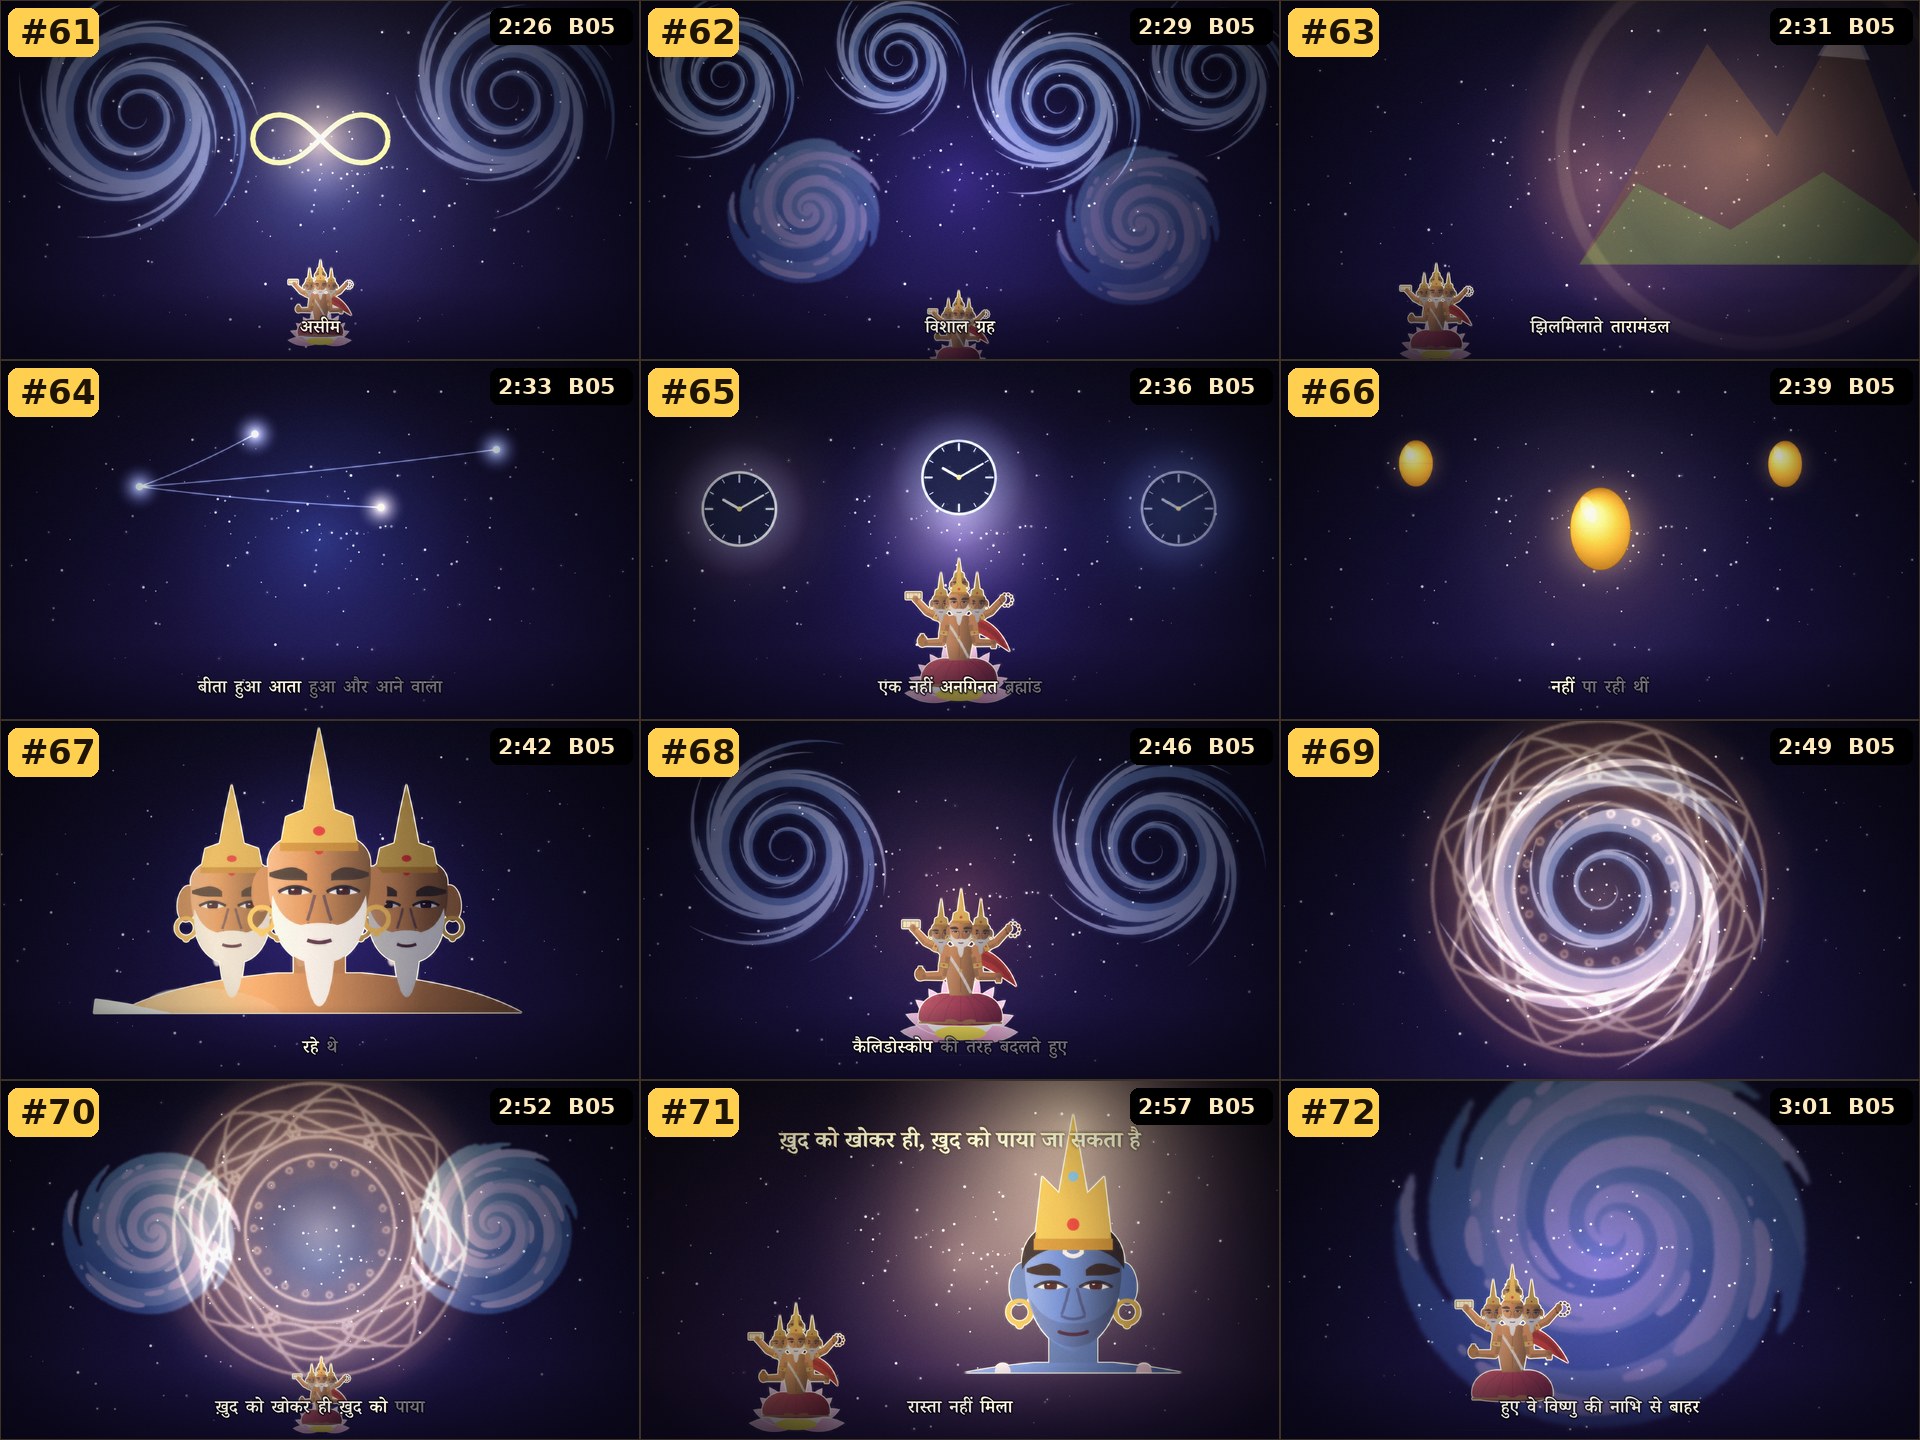 #61
2:26 B05
असीम
#62
2:29 B05
विशाल ग्रह
#63
2:31 B05
झिलमिलाते तारामंडल
#64
2:33 B05
बीता हुआ आता हुआ और आने वाला
#65
2:36 B05
एक नहीं अनगिनत ब्रह्मांड
#66
2:39 B05
नहीं पा रही थीं
#67
2:42 B05
रहे थे
#68
2:46 B05
कैलिडोस्कोप की तरह बदलते हुए
#69
2:49 B05
#70
2:52 B05
ख़ुद को खोकर ही ख़ुद को पाया
#71
2:57 B05
ख़ुद को खोकर ही, ख़ुद को पाया जा सकता है
रास्ता नहीं मिला
#72
3:01 B05
हुए वे विष्णु की नाभि से बाहर